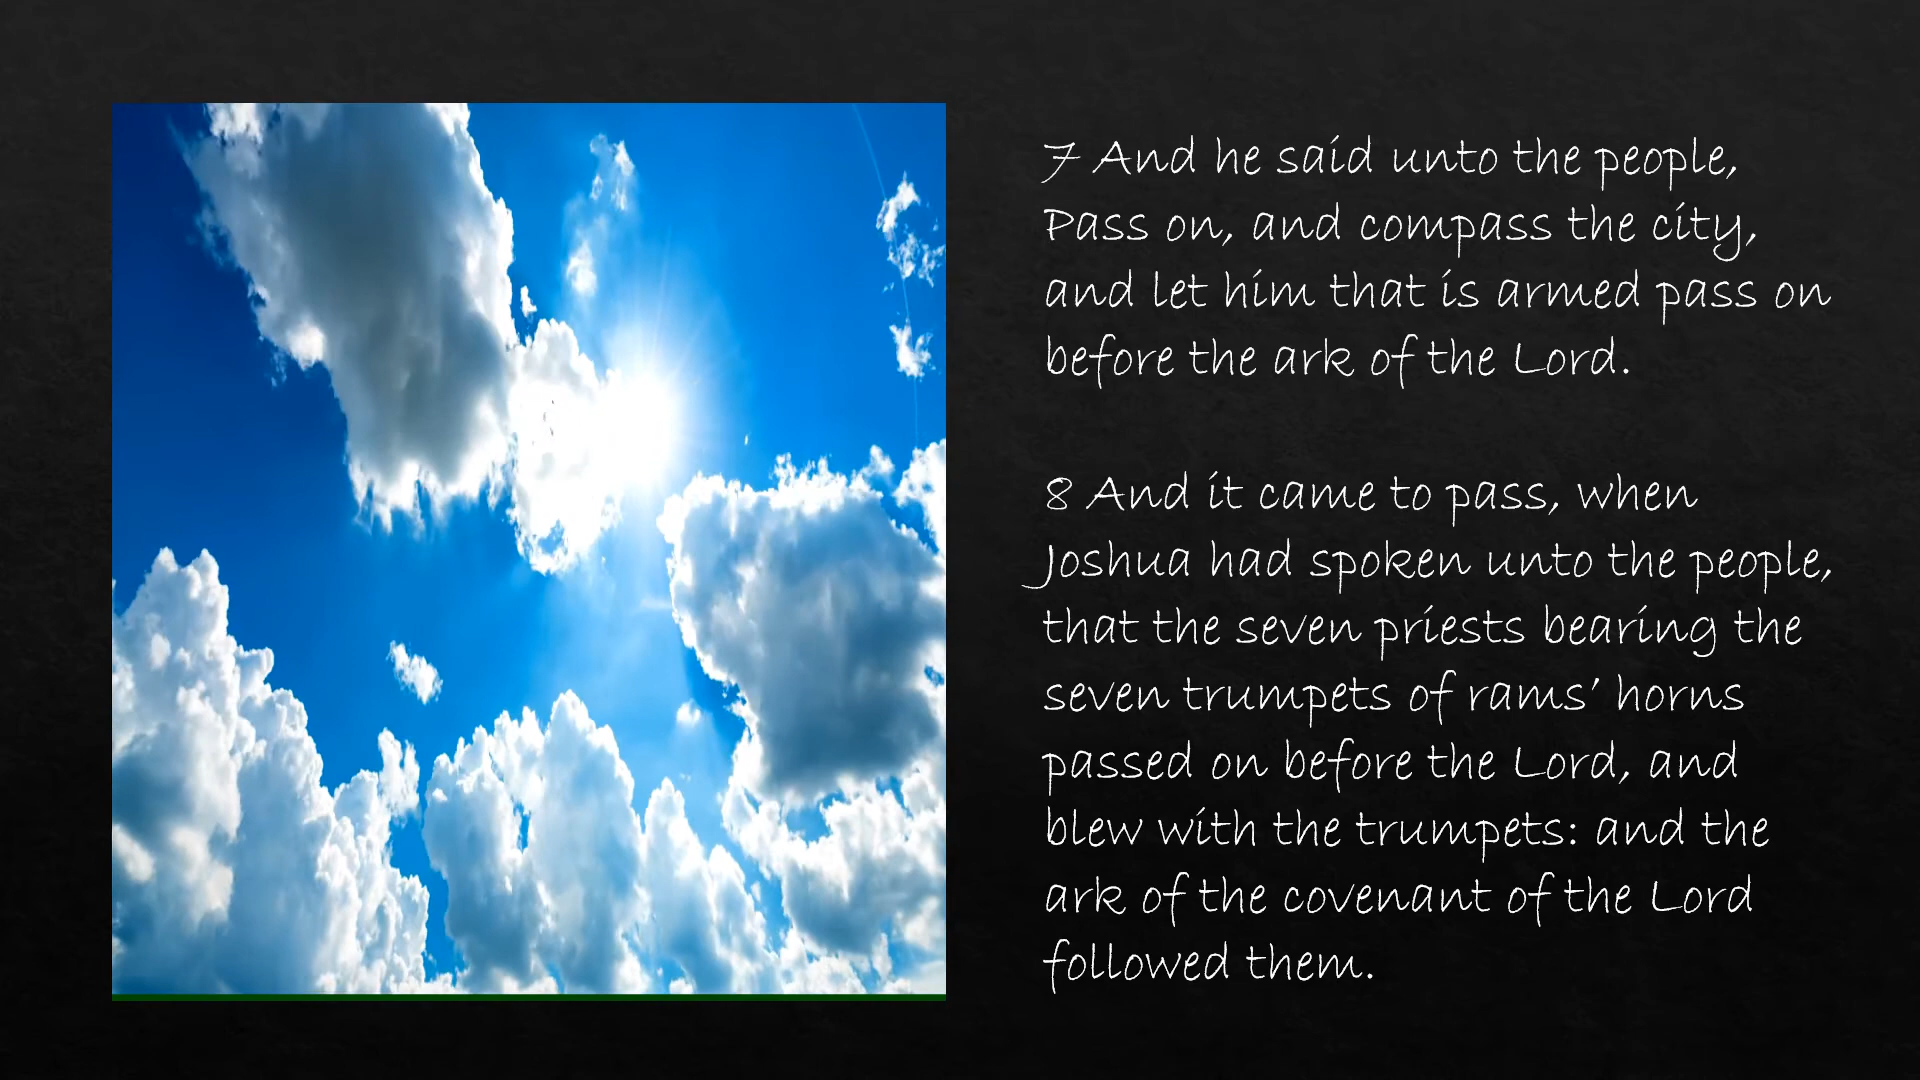 7 And he said unto the people,
Pass on, and compass the city,
and let him that is armed pass on
before the ark of the Lord.
8 And it came to pass, when
Joshua had spoken unto the people,
that the seven priests bearing the
seven trumpets of rams’ horns
passed on before the Lord, and
blew with the trumpets: and the
ark of the covenant of the Lord
followed them.